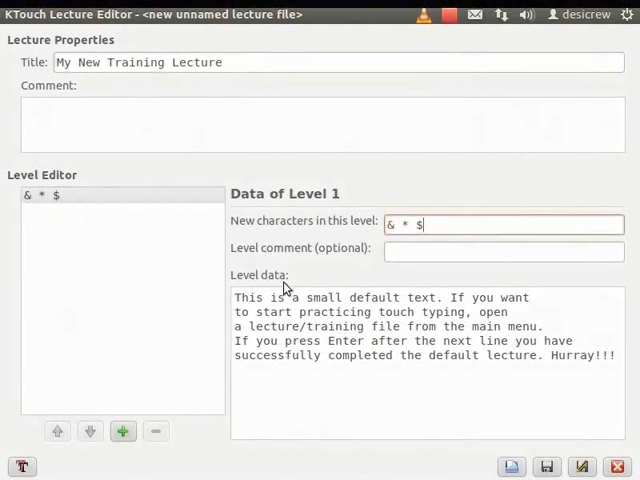 KTouch Lecture Editor - <new unnamed lecture file>
desicrew
Lecture Properties
Title: My New Training Lecture
Comment:
Level Editor
& * $
Data of Level 1
New characters in this level: & * $
Level comment (optional):
Level data:
This is a small default text. If you want
to start practicing touch typing, open
a lecture/training file from the main menu.
If you press Enter after the next line you have
successfully completed the default lecture. Hurray!!!